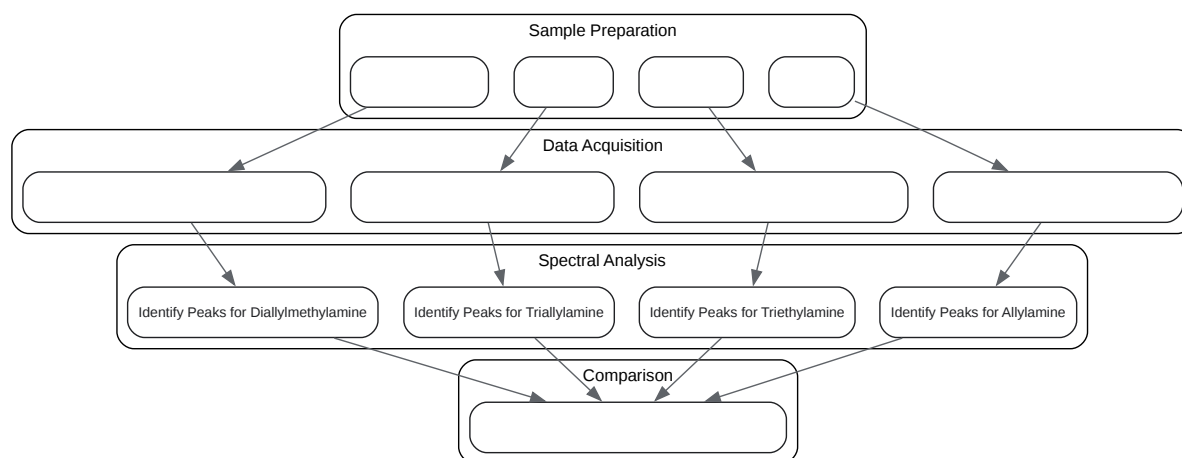 Sample Preparation
Data Acquisition
Spectral Analysis
Identify Peaks for Diallylmethylamine
Identify Peaks for Triallylamine
Identify Peaks for Triethylamine
Identify Peaks for Allylamine
Comparison